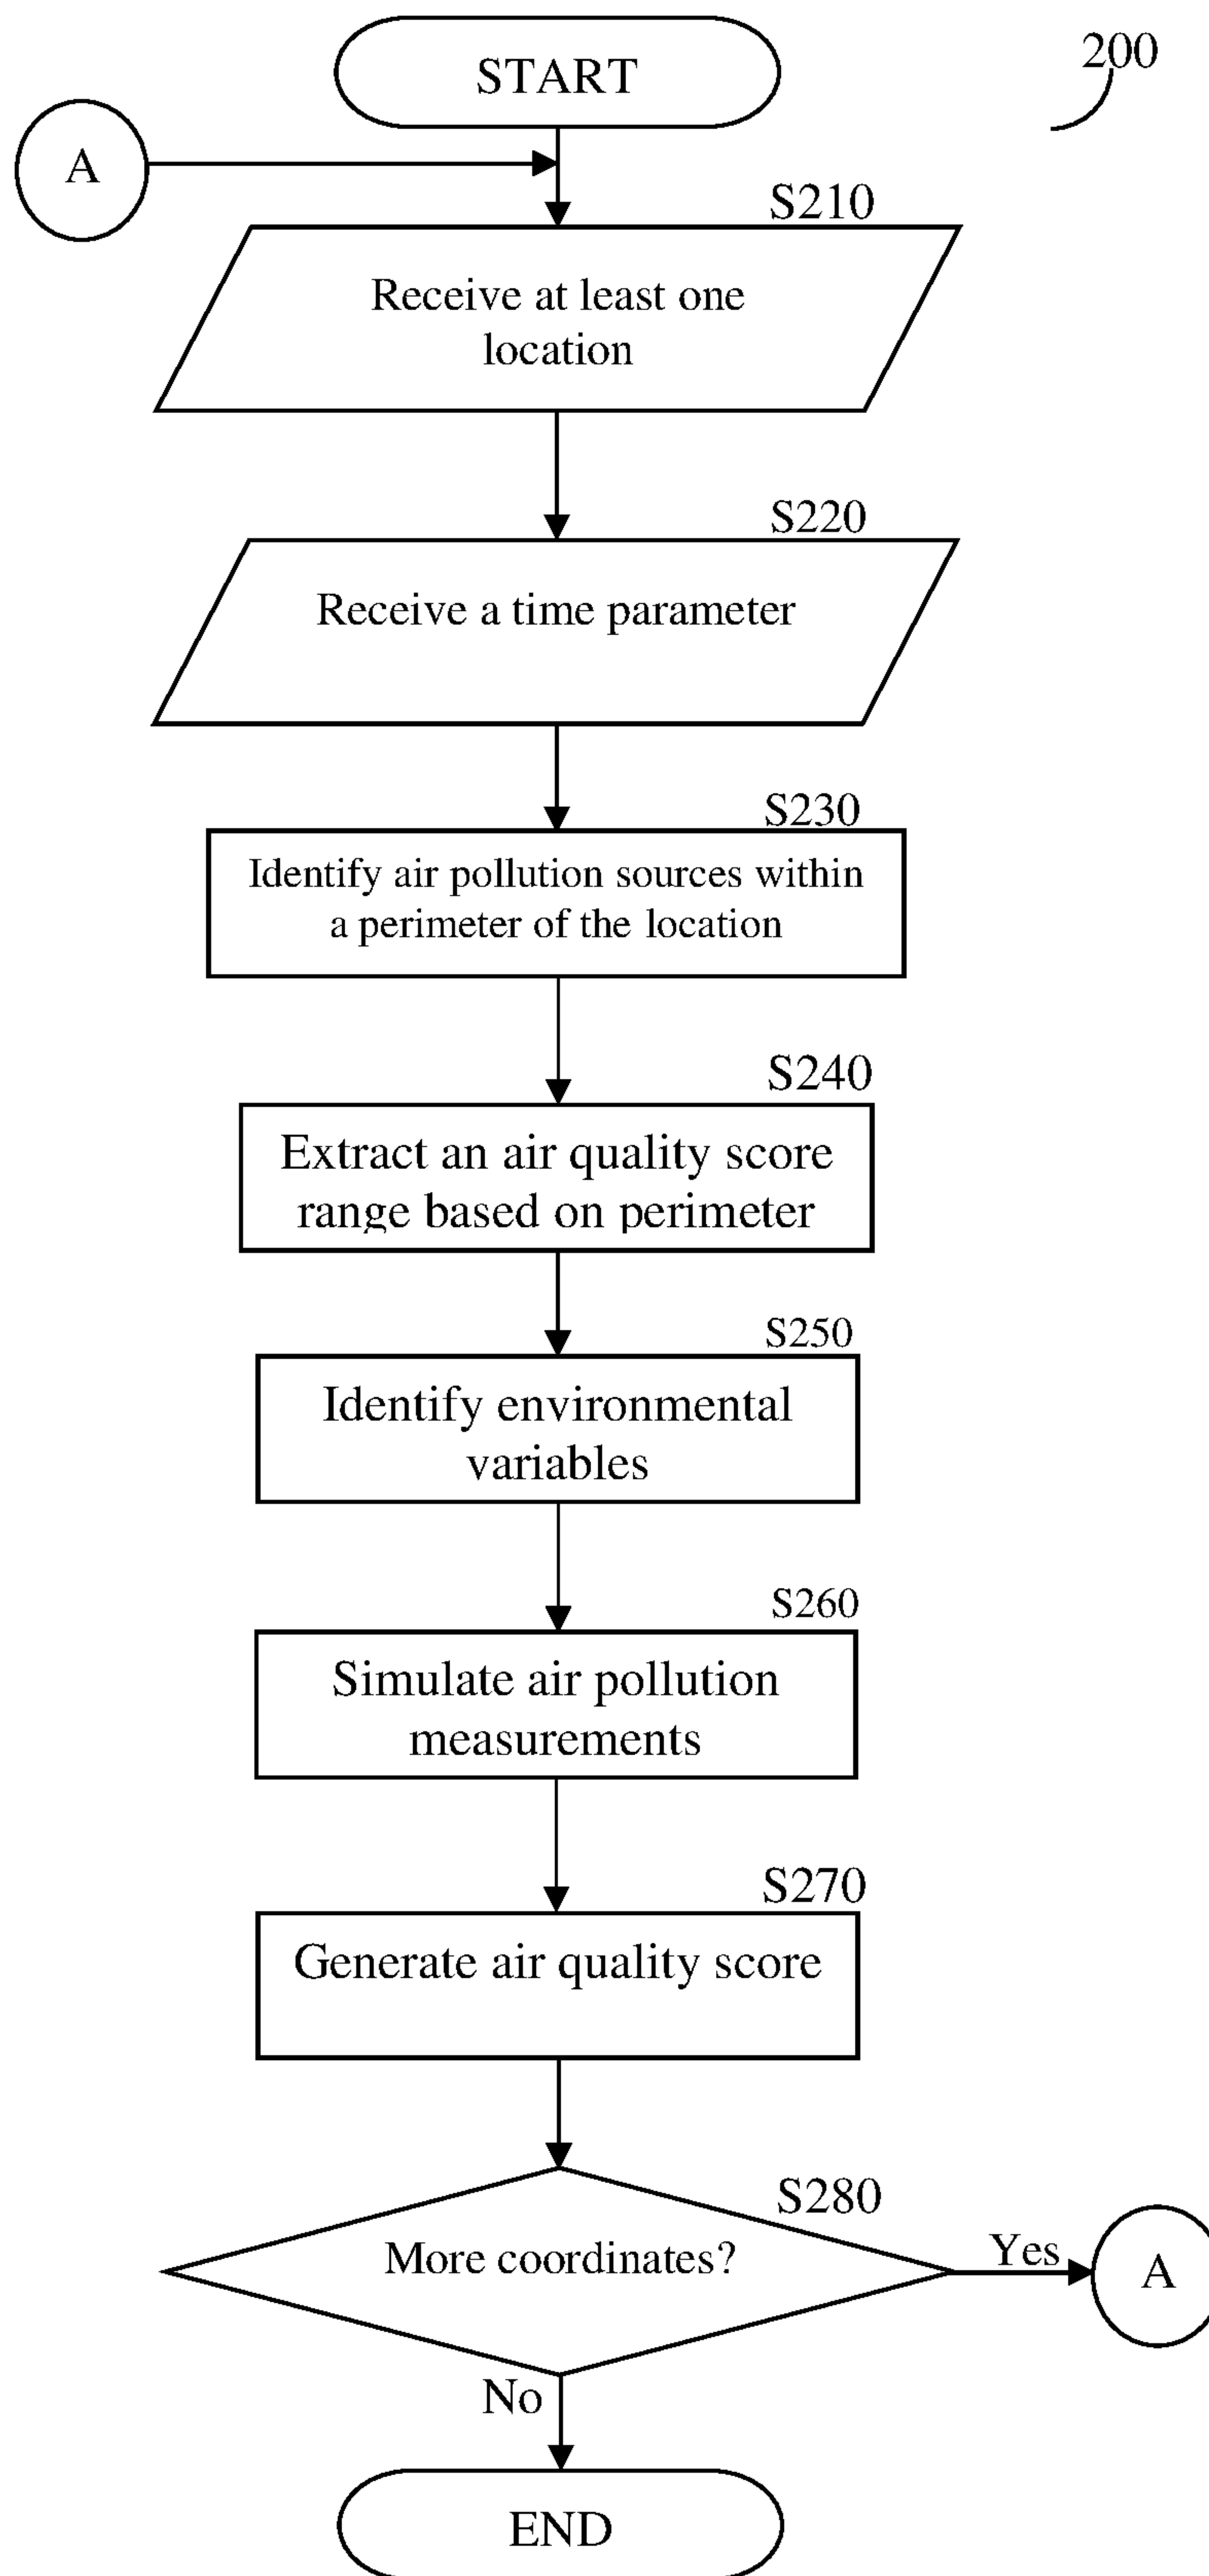 START
200
A
S210
Receive at least one
location
S220
Receive a time parameter
S230
Identify air pollution sources within
a perimeter of the location
S240
Extract an air quality score
range based on perimeter
S250
Identify environmental
variables
S260
Simulate air pollution
measurements
S270
Generate air quality score
S280
More coordinates?
Yes
A
No
END